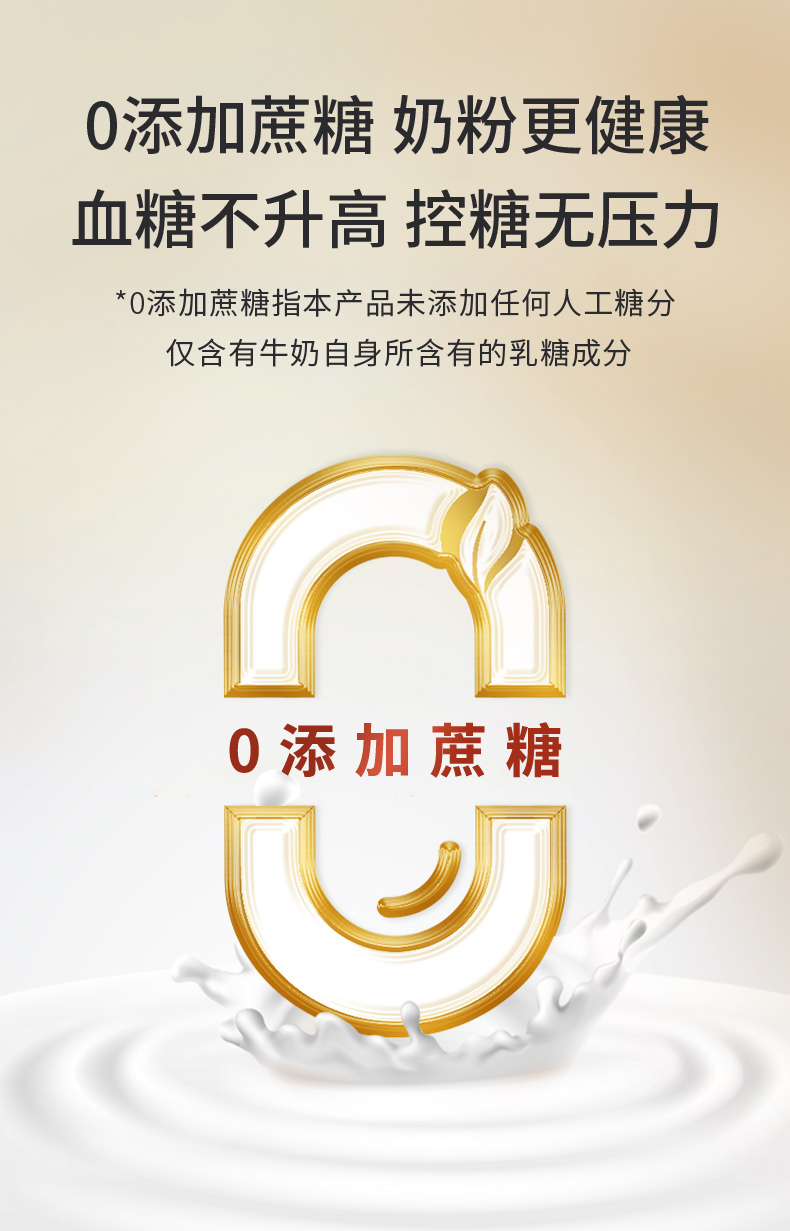 0添加蔗糖 奶粉更健康
血糖不升高 控糖无压力
*0添加蔗糖指本产品未添加任何人工糖分
仅含有牛奶自身所含有的乳糖成分
0添加蔗糖